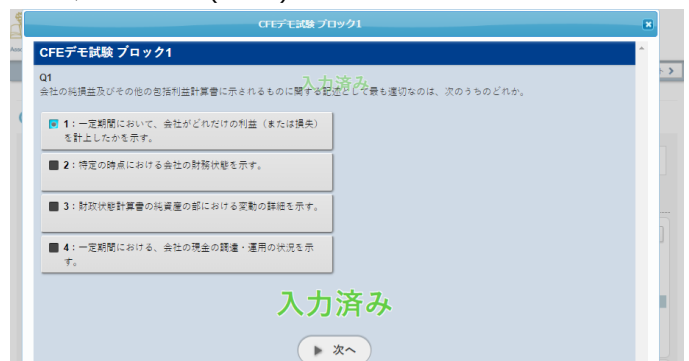 CFEデモ試験 ブロック1
CFEデモ試験 ブロック1
Q1
会社の純損益及びその他の包括利益計算書に示されるものに関する記述として最も適切なのは、次のうちのどれか。
入力済み
1：一定期間において、会社がどれだけの利益（または損失）
を計上したかを示す。
2：特定の時点における会社の財務状態を示す。
3：財政状態計算書の純資産の部における変動の詳細を示す。
4：一定期間における、会社の現金の調達・運用の状況を示
す。
入力済み
次へ